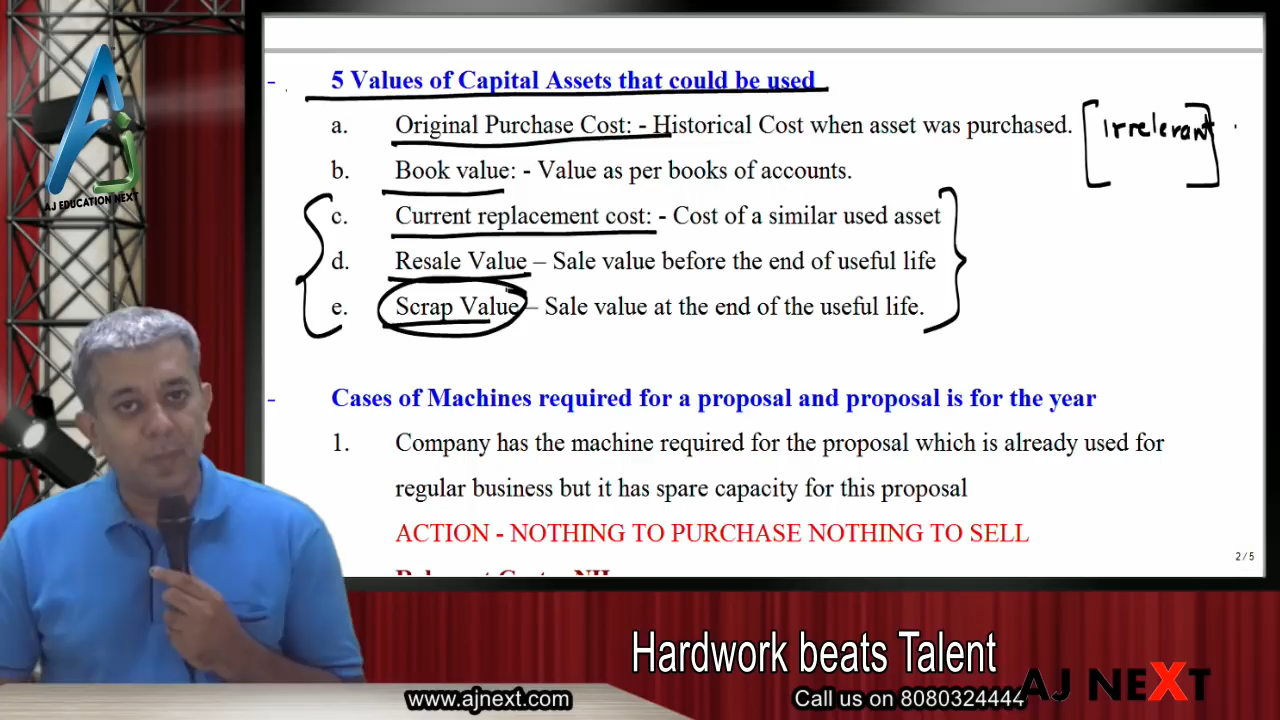 - 5 Values of Capital Assets that could be used
a. Original Purchase Cost: - Historical Cost when asset was purchased. [irrelevant]
b. Book value: - Value as per books of accounts.
c. Current replacement cost: - Cost of a similar used asset
d. Resale Value – Sale value before the end of useful life
e. Scrap Value – Sale value at the end of the useful life.
- Cases of Machines required for a proposal and proposal is for the year
1. Company has the machine required for the proposal which is already used for
regular business but it has spare capacity for this proposal
ACTION - NOTHING TO PURCHASE NOTHING TO SELL
2/5
AJ EDUCATION NEXT
Hardwork beats Talent
www.ajnext.com
Call us on 8080324444
AJ NEXT